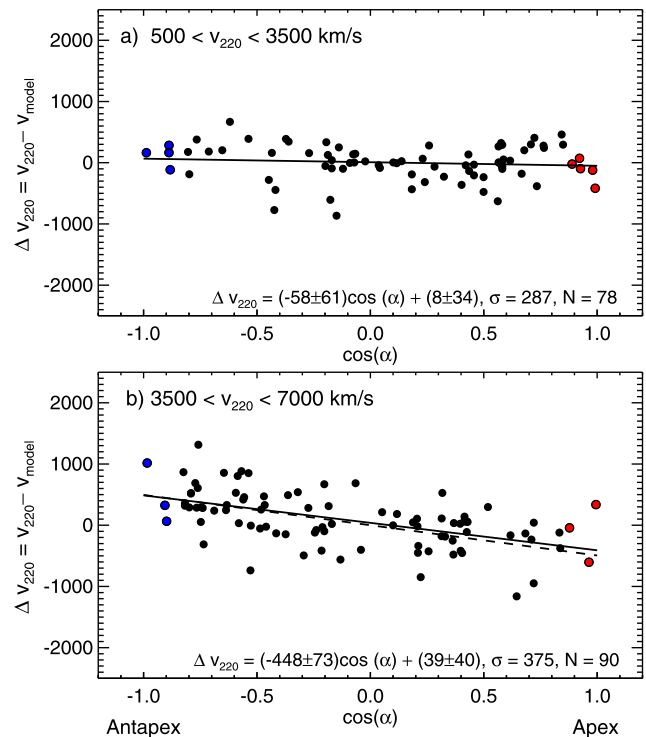 a) 500 < v220 < 3500 km/s
2000
1000
0
-1000
-2000
Δ v220 = v220− vmodel
Δ v220 = (-58±61)cos (α) + (8±34), σ = 287, N = 78
-1.0 -0.5 0.0 0.5 1.0
cos(α)
b) 3500 < v220 < 7000 km/s
2000
1000
0
-1000
-2000
Δ v220 = v220− vmodel
Δ v220 = (-448±73)cos (α) + (39±40), σ = 375, N = 90
-1.0 -0.5 0.0 0.5 1.0
Antapex cos(α) Apex